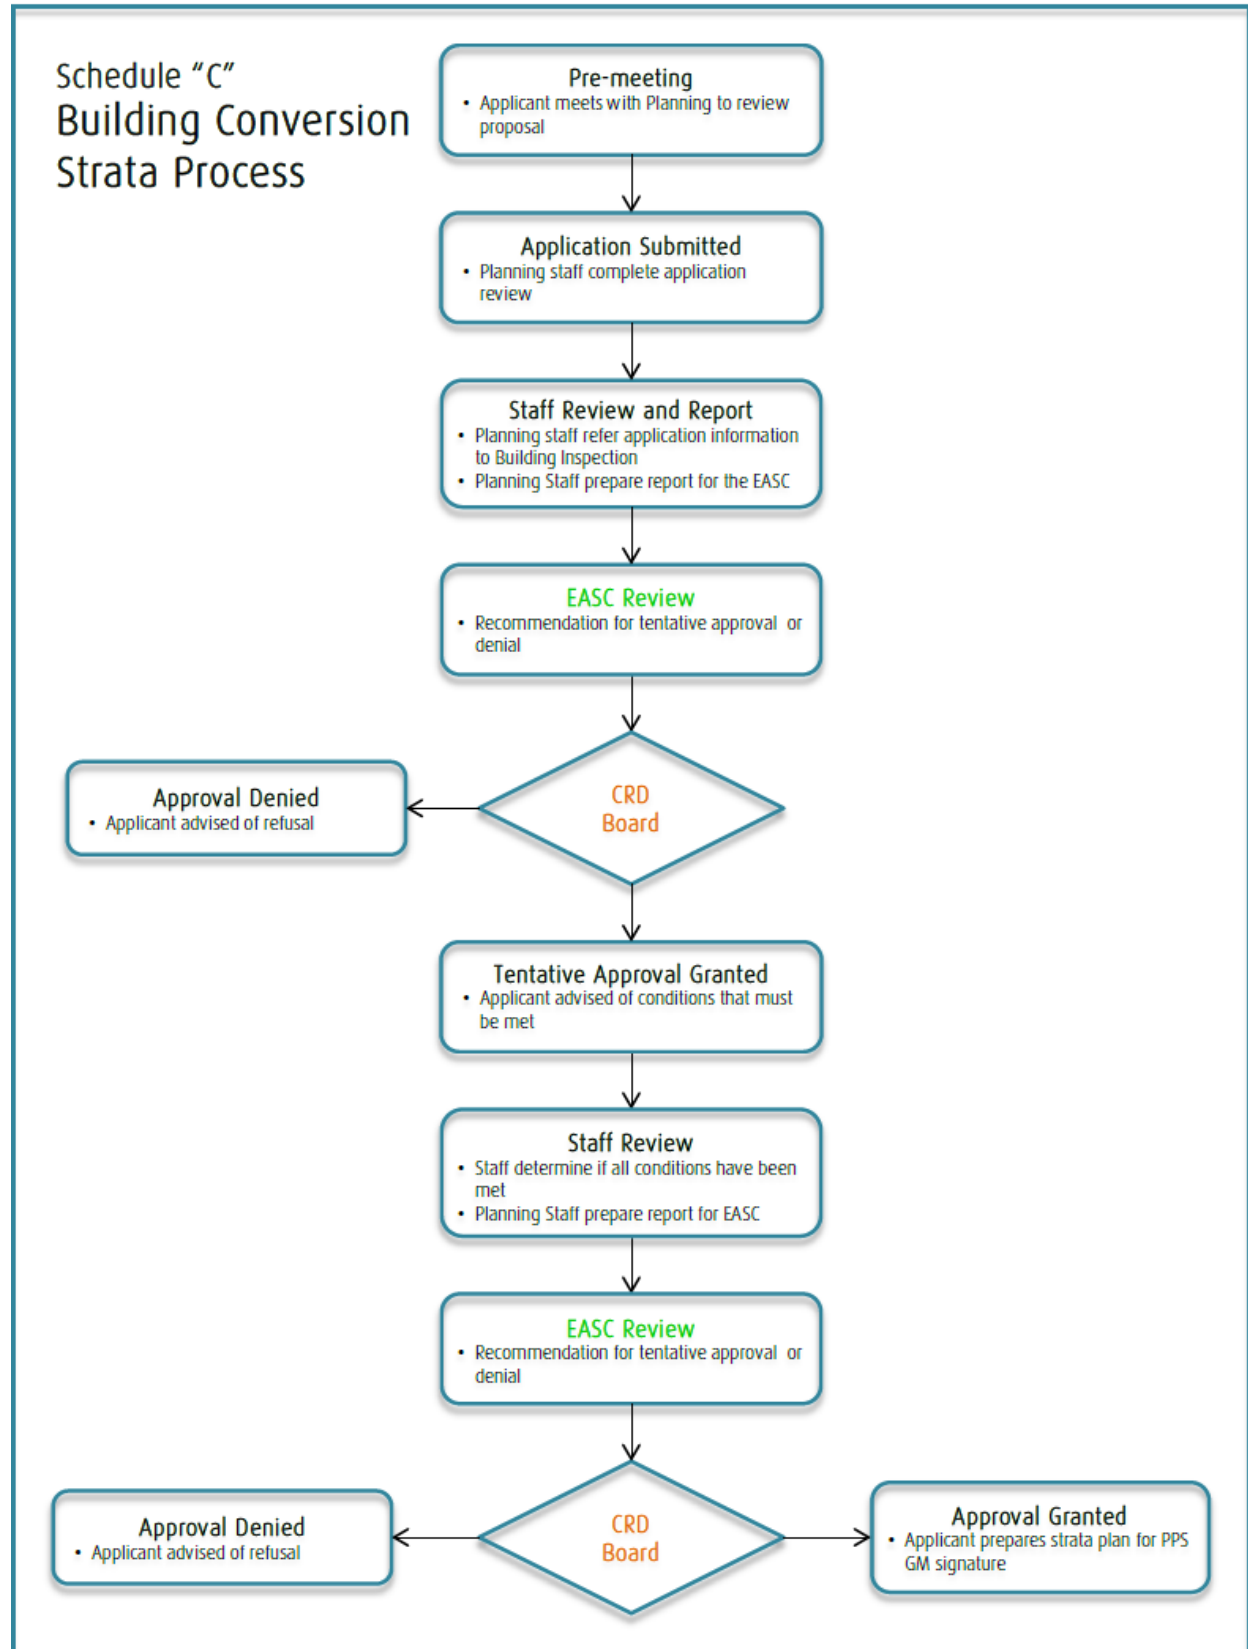 Schedule “C”
Building Conversion
Strata Process
Pre-meeting
• Applicant meets with Planning to review
proposal
Application Submitted
• Planning staff complete application
review
Staff Review and Report
• Planning staff refer application information
to Building Inspection
• Planning Staff prepare report for the EASC
EASC Review
• Recommendation for tentative approval or
denial
CRD
Board
Approval Denied
• Applicant advised of refusal
Tentative Approval Granted
• Applicant advised of conditions that must
be met
Staff Review
• Staff determine if all conditions have been
met
• Planning Staff prepare report for EASC
EASC Review
• Recommendation for tentative approval or
denial
CRD
Board
Approval Denied
• Applicant advised of refusal
Approval Granted
• Applicant prepares strata plan for PPS
GM signature